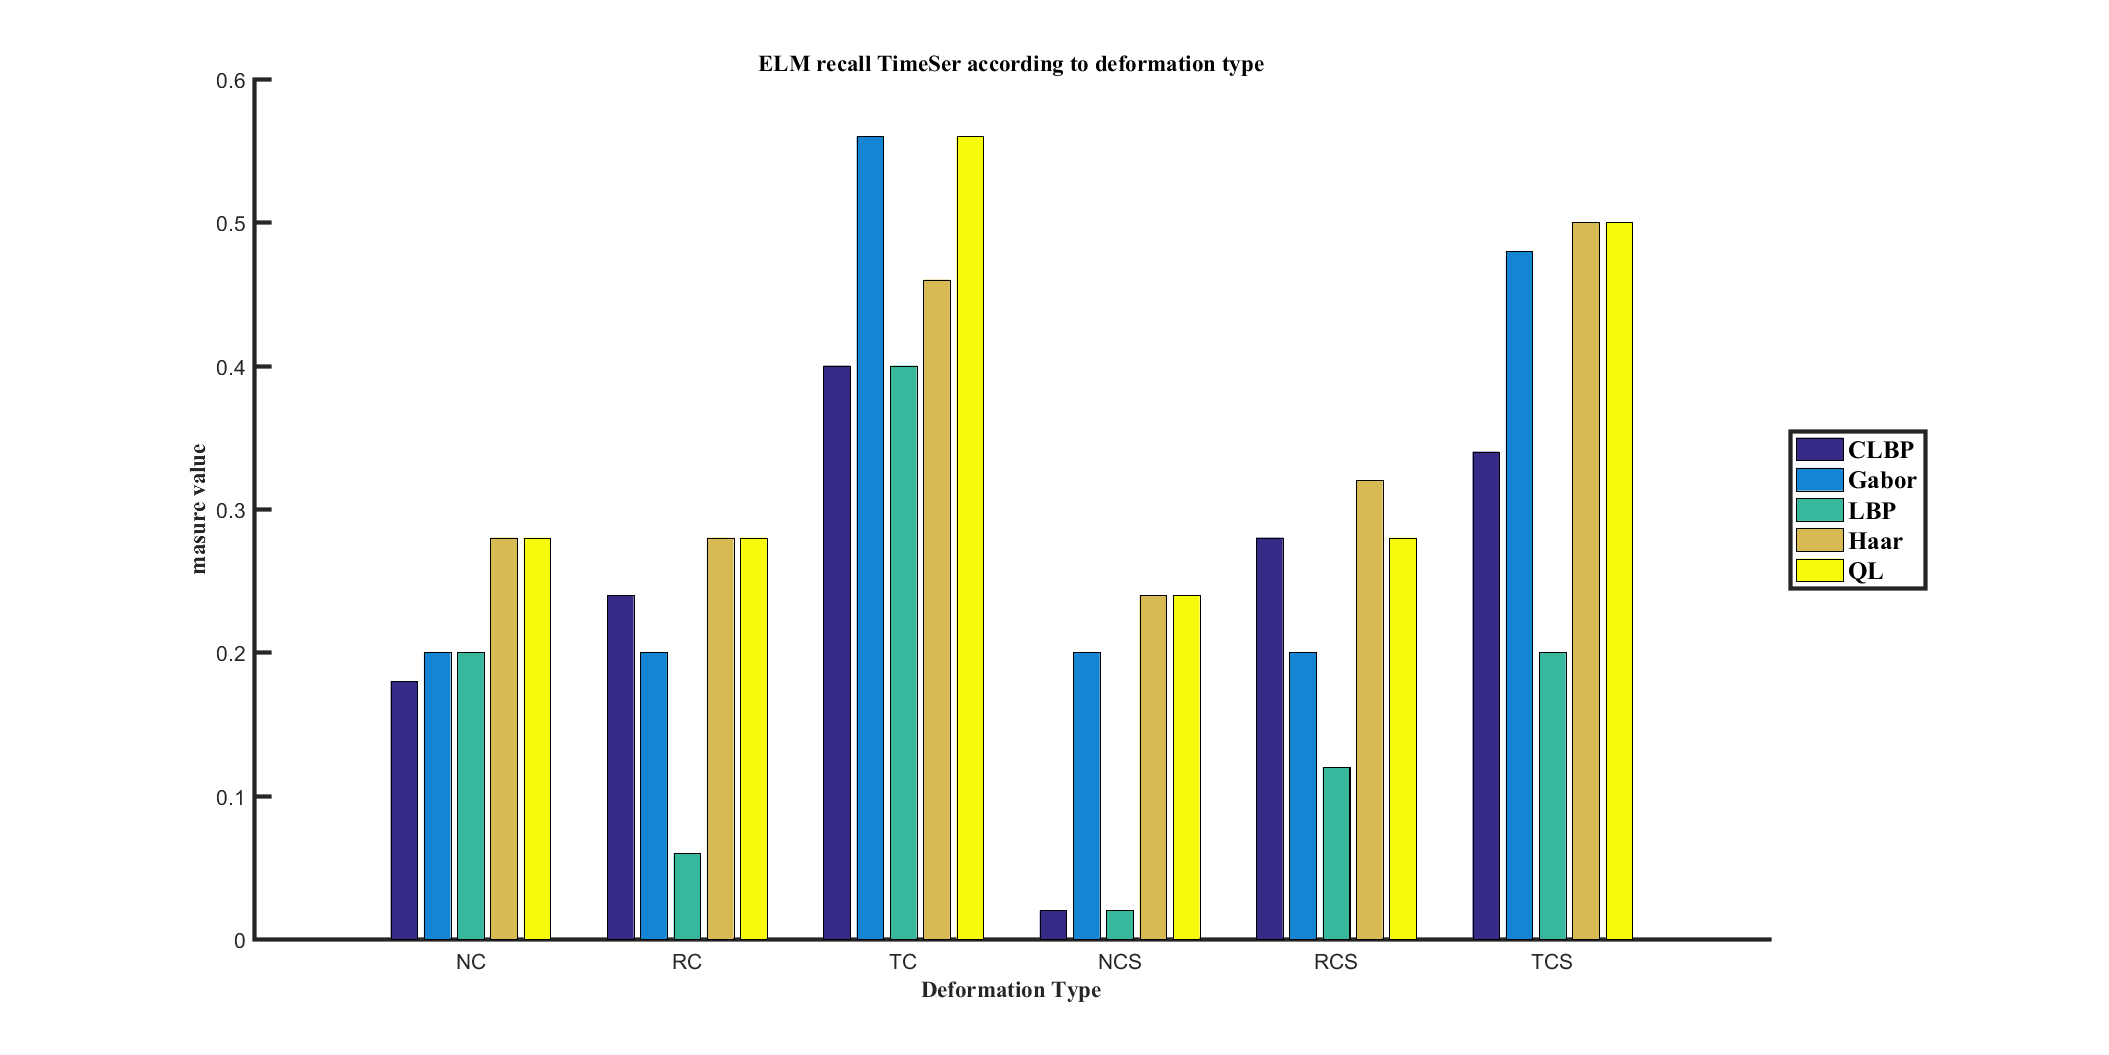 ELM recall TimeSer according to deformation type
0.6
0.5
0.4
0.3
0.2
0.1
0
masure value
NC RC TC NCS RCS TCS
Deformation Type
CLBP
Gabor
LBP
Haar
QL